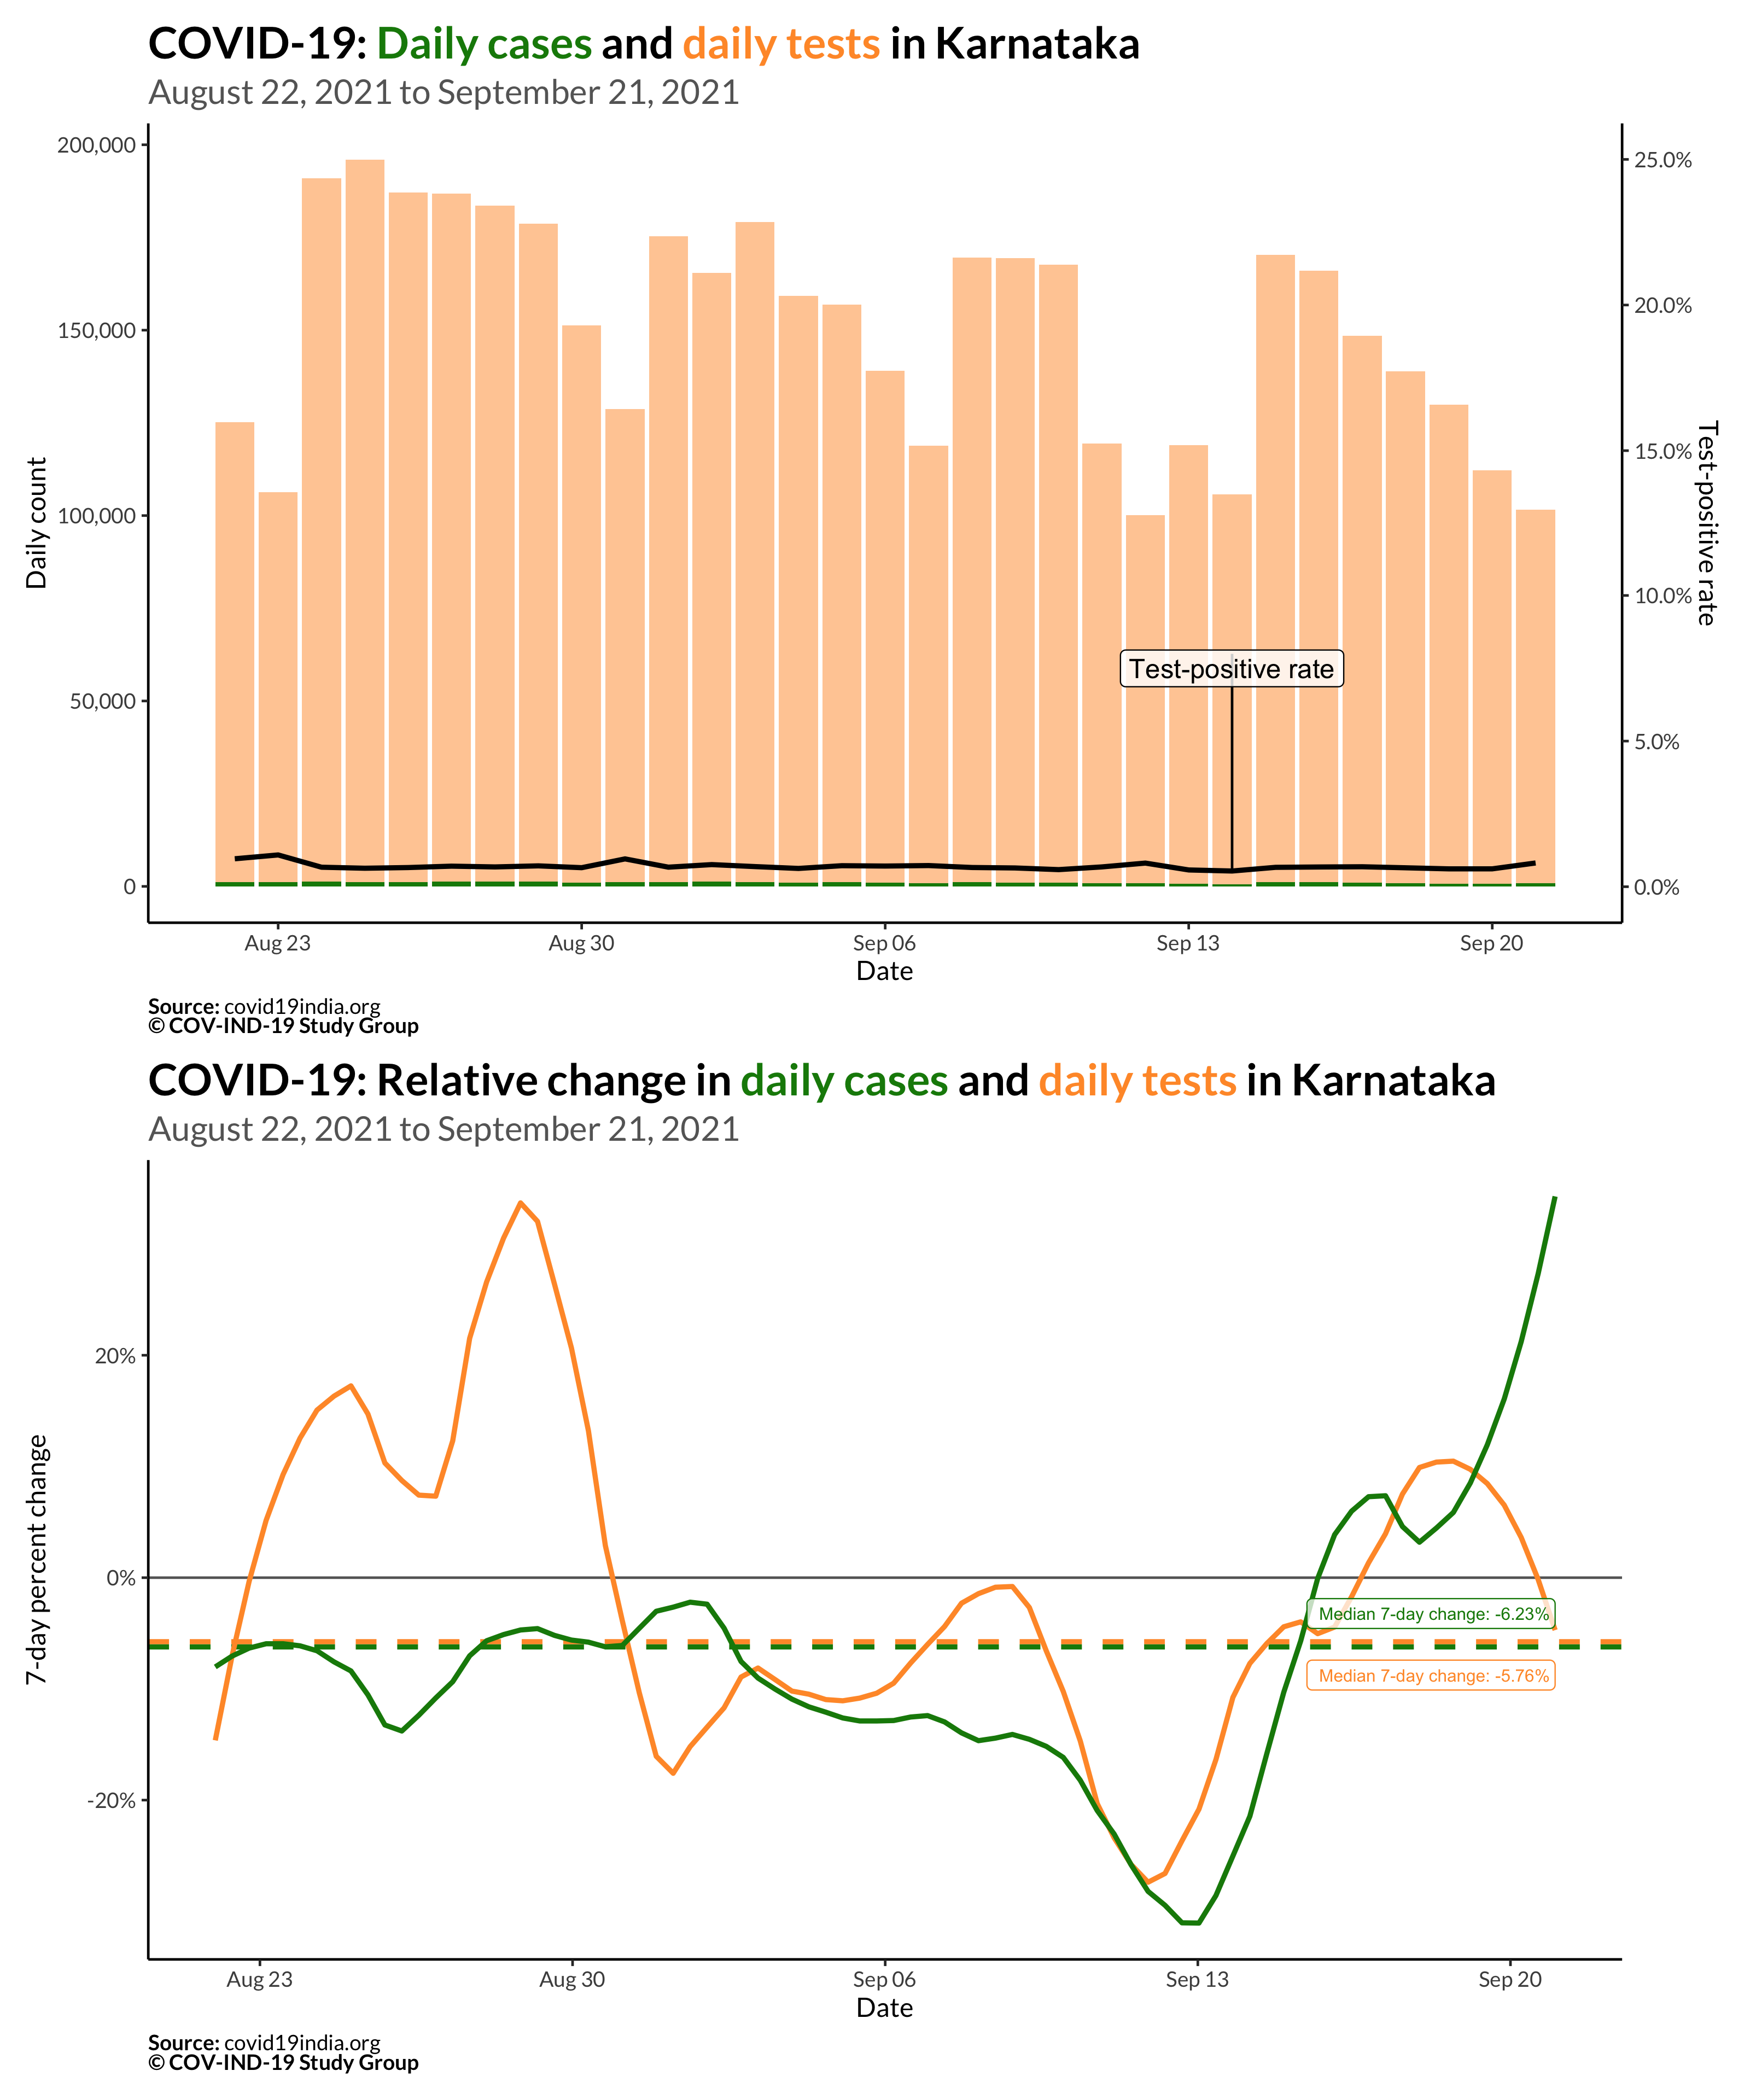 COVID-19: Daily cases and daily tests in Karnataka
August 22, 2021 to September 21, 2021
200,000
150,000
100,000
50,000
0
Daily count
25.0%
20.0%
15.0%
10.0%
5.0%
0.0%
Test-positive rate
Test-positive rate
Aug 23
Aug 30
Sep 06
Sep 13
Sep 20
Date
Source: covid19india.org
© COV-IND-19 Study Group
COVID-19: Relative change in daily cases and daily tests in Karnataka
August 22, 2021 to September 21, 2021
20%
0%
-20%
7-day percent change
Median 7-day change: -6.23%
Median 7-day change: -5.76%
Aug 23
Aug 30
Sep 06
Sep 13
Sep 20
Date
Source: covid19india.org
© COV-IND-19 Study Group